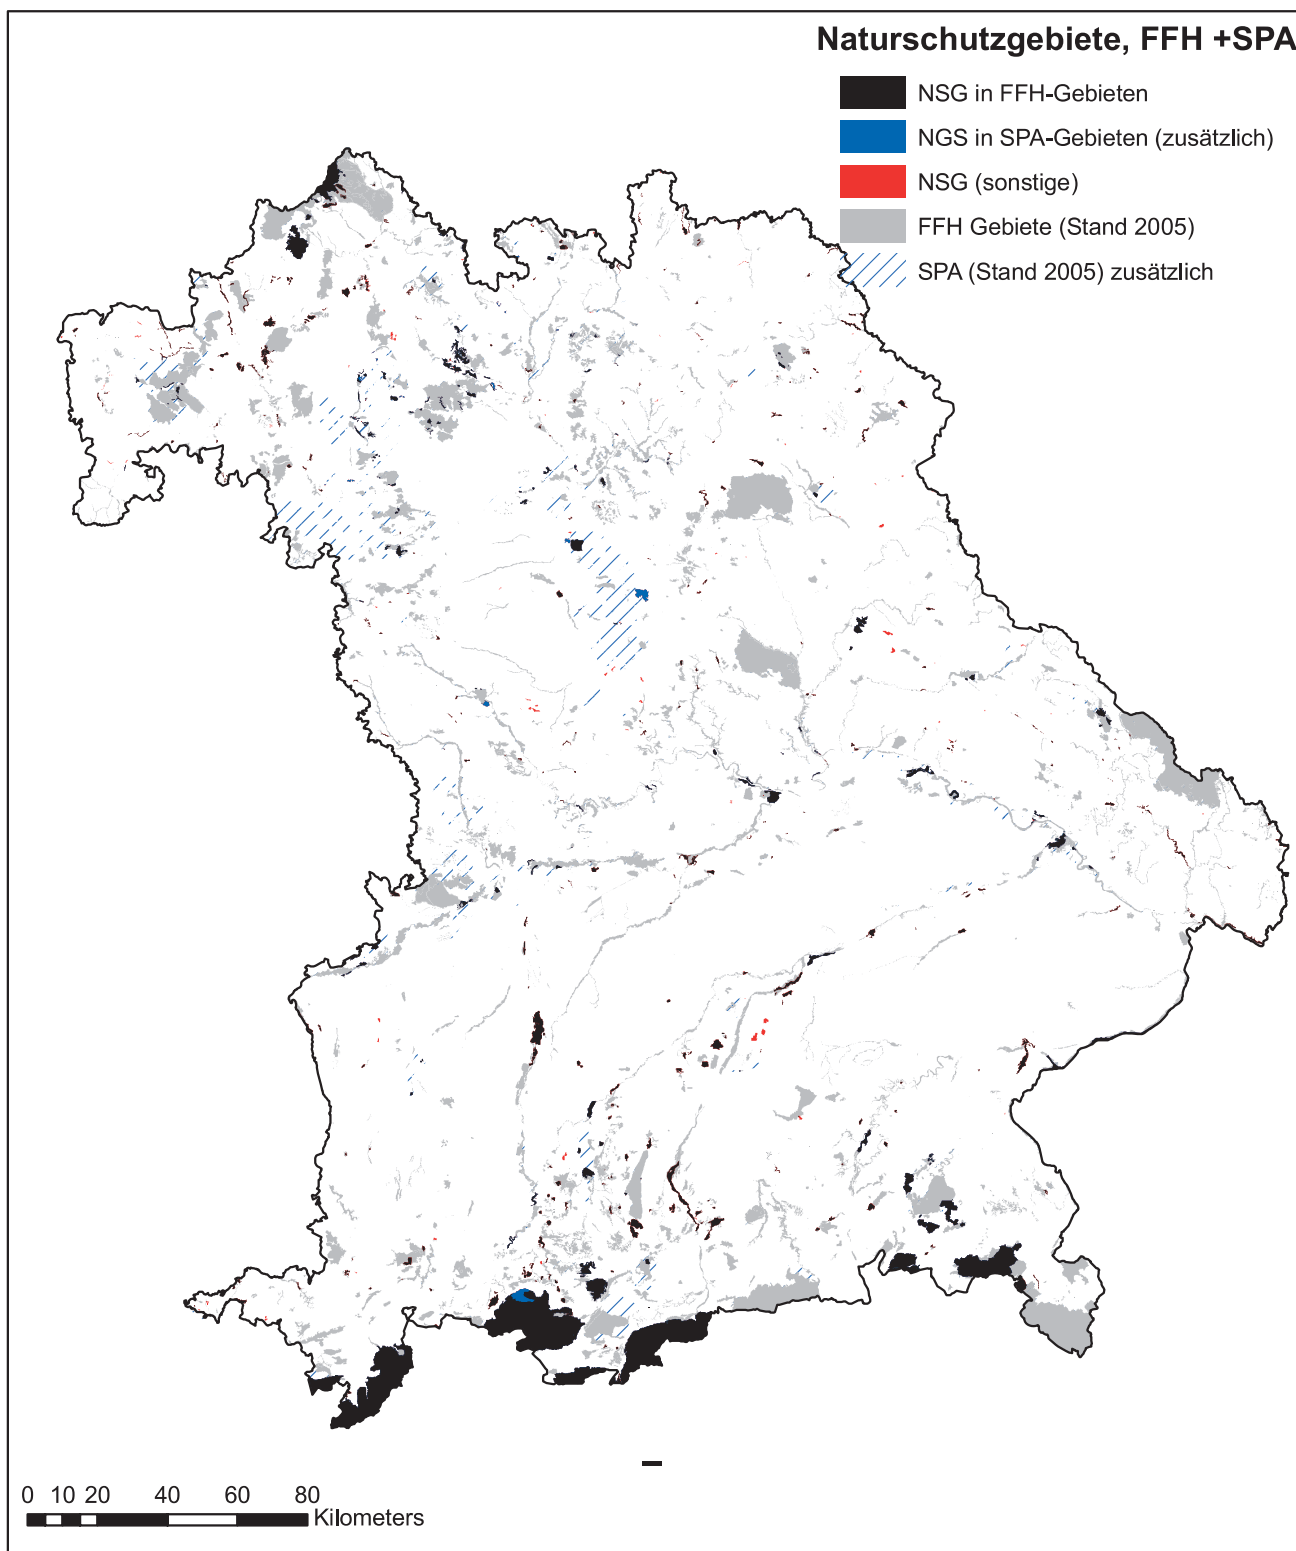 Naturschutzgebiete, FFH +SPA
NSG in FFH-Gebieten
NGS in SPA-Gebieten (zusätzlich)
NSG (sonstige)
FFH Gebiete (Stand 2005)
SPA (Stand 2005) zusätzlich
0 10 20 40 60 80
Kilometers